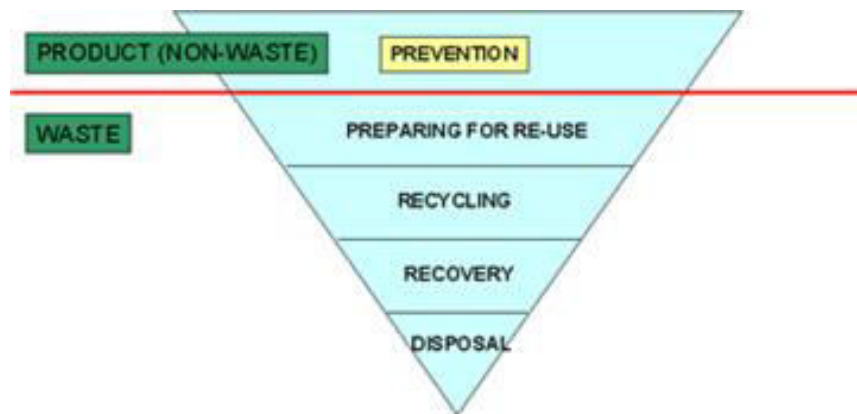 PRODUCT (NON-WASTE)
PREVENTION
WASTE
PREPARING FOR RE-USE
RECYCLING
RECOVERY
DISPOSAL